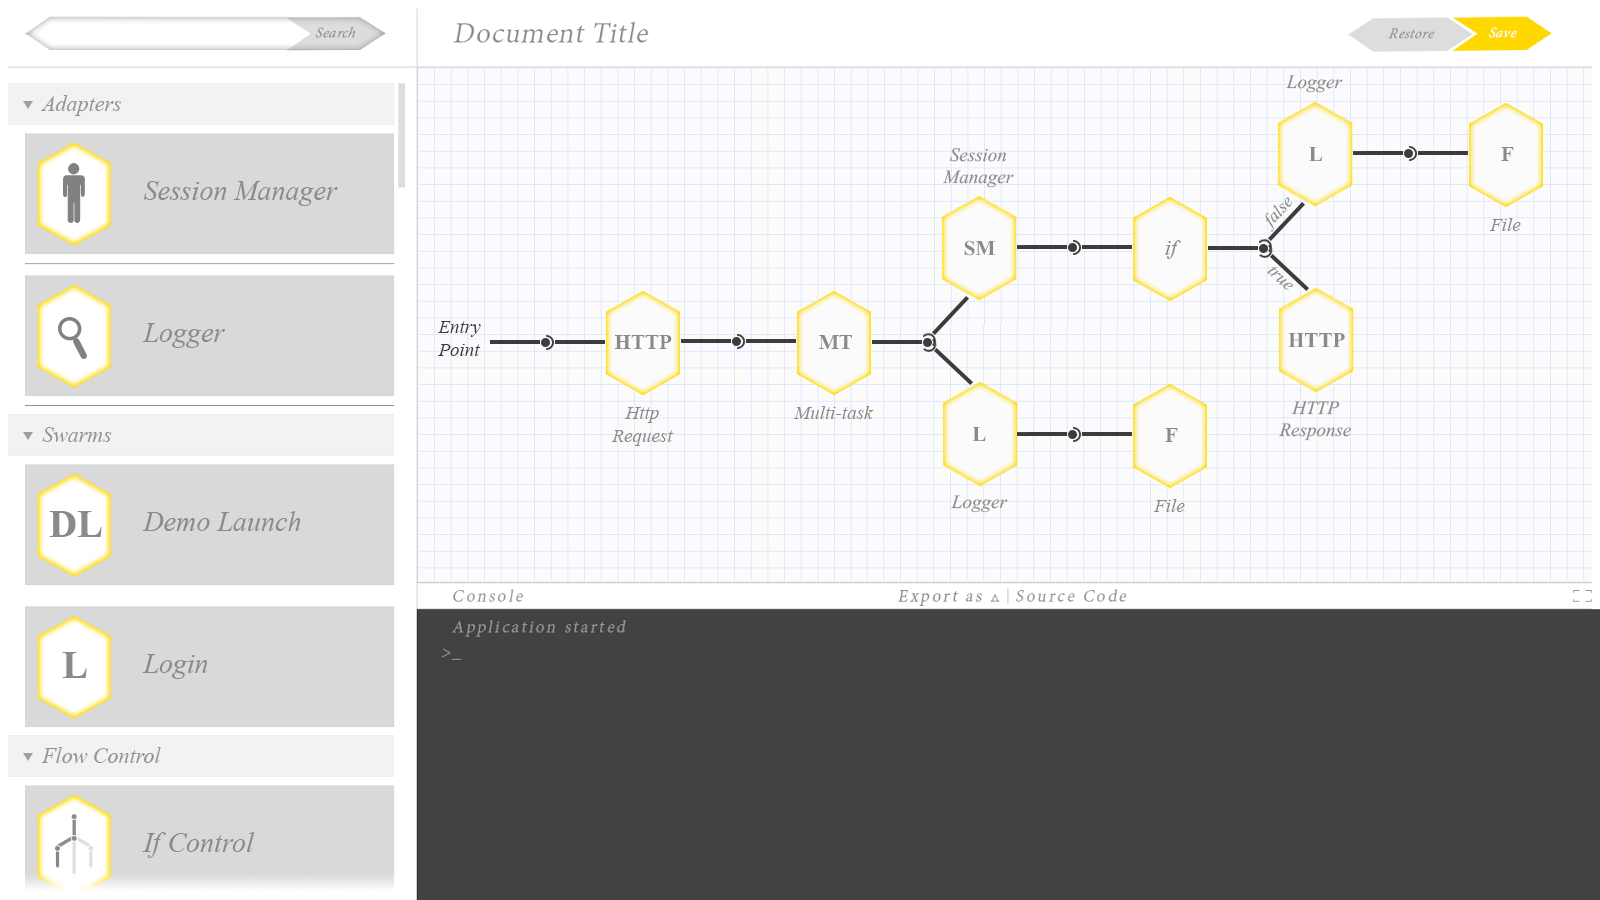 Search
Document Title
Restore
Save
Adapters
Session Manager
Logger
Swarms
DL
Demo Launch
L
Login
Flow Control
If Control
Entry
Point
HTTP
Http
Request
MT
Multi-task
Session
Manager
SM
if
false
true
Logger
L
F
File
HTTP
HTTP
Response
L
Logger
F
File
Console
Export as
Source Code
Application started
>_